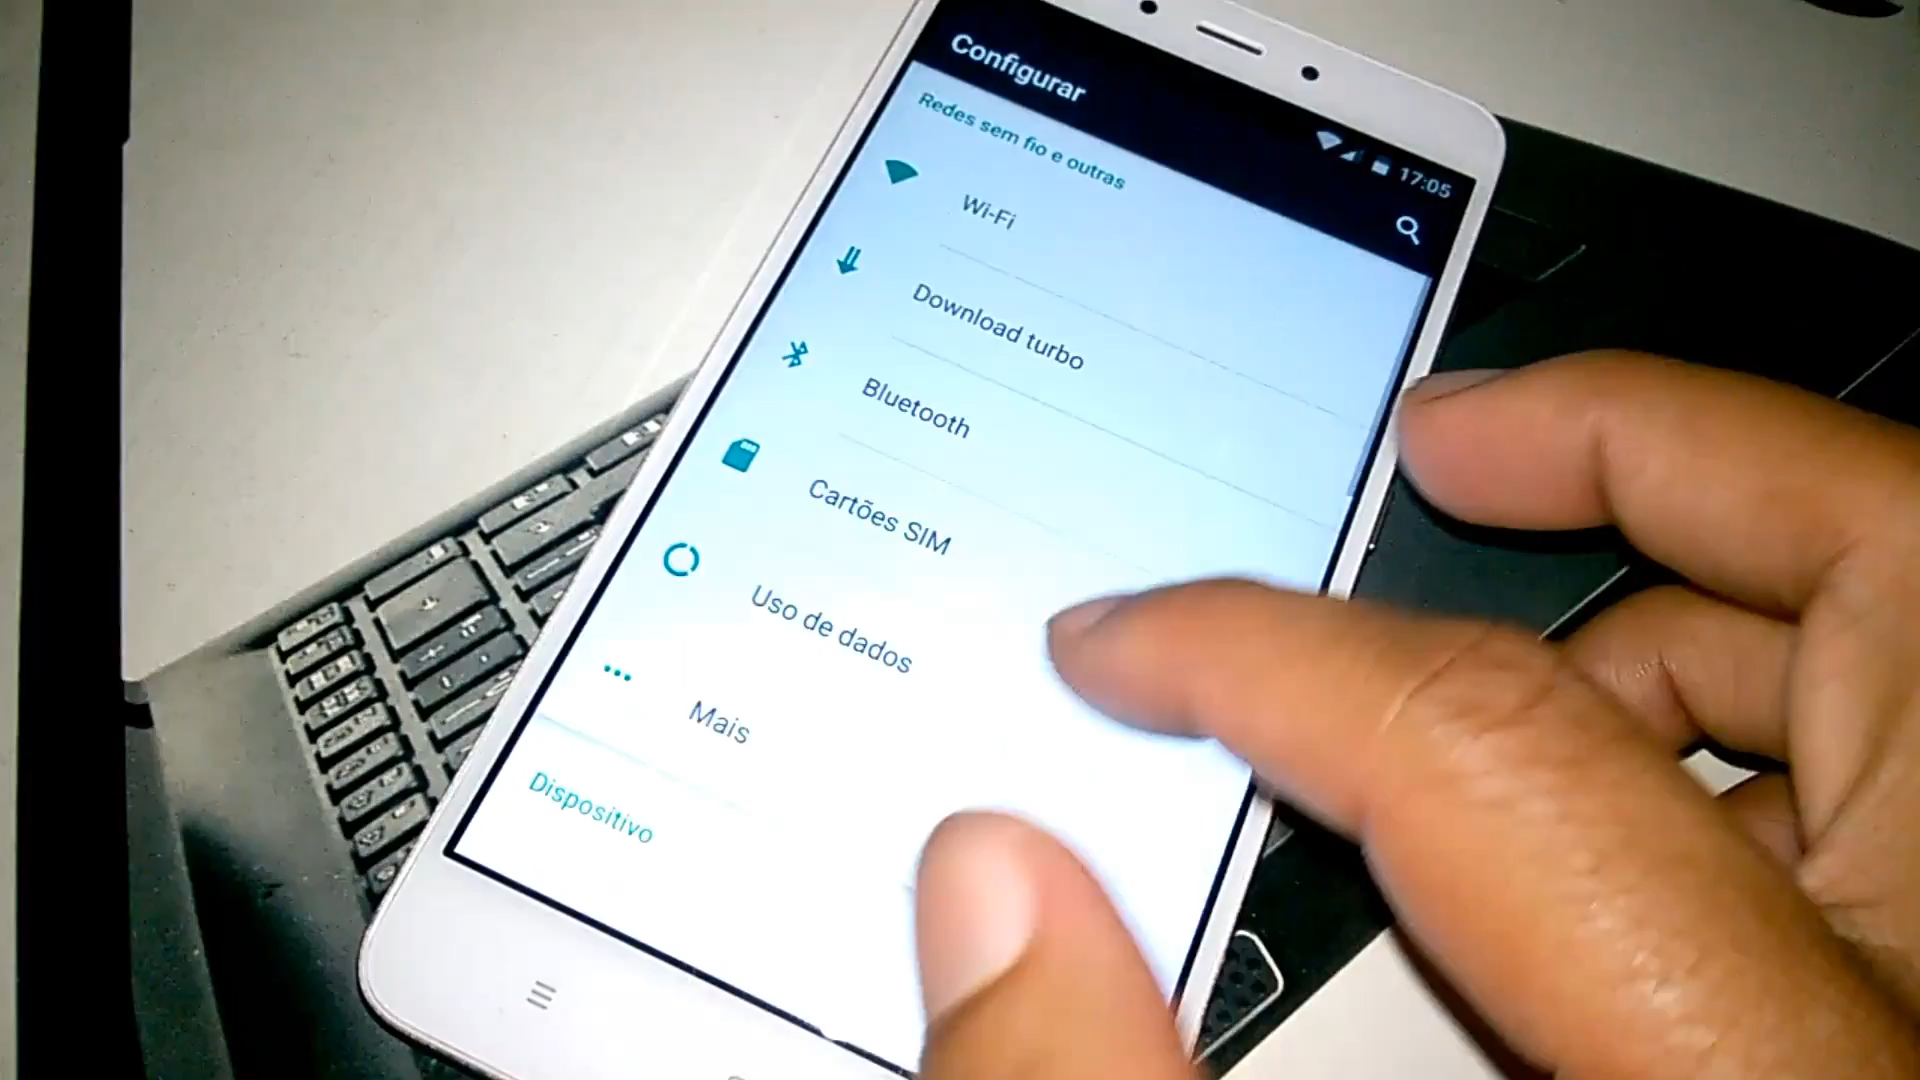 Configurar
17:05
Redes sem fio e outras
Wi-Fi
Download turbo
Bluetooth
Cartões SIM
Uso de dados
Mais
Dispositivo